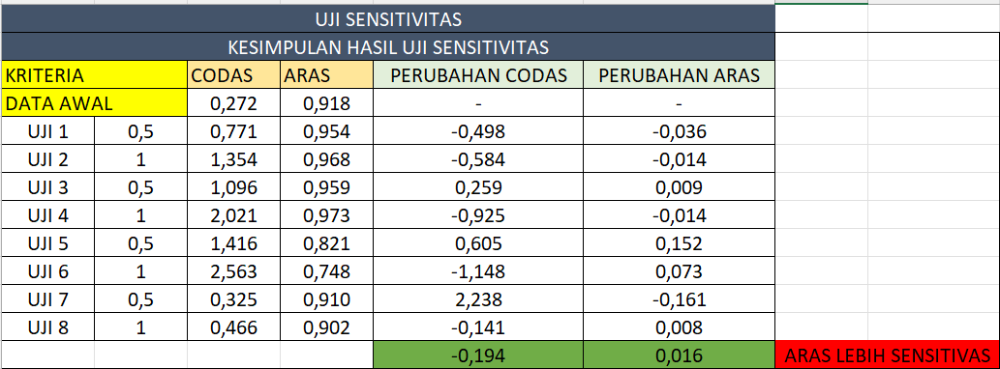 UJI SENSITIVITAS
KESIMPULAN HASIL UJI SENSITIVITAS
KRITERIA CODAS ARAS PERUBAHAN CODAS PERUBAHAN ARAS
DATA AWAL 0,272 0,918 - -
UJI 1 0,5 0,771 0,954 -0,498 -0,036
UJI 2 1 1,354 0,968 -0,584 -0,014
UJI 3 0,5 1,096 0,959 0,259 0,009
UJI 4 1 2,021 0,973 -0,925 -0,014
UJI 5 0,5 1,416 0,821 0,605 0,152
UJI 6 1 2,563 0,748 -1,148 0,073
UJI 7 0,5 0,325 0,910 2,238 -0,161
UJI 8 1 0,466 0,902 -0,141 0,008
-0,194 0,016 ARAS LEBIH SENSITIVAS